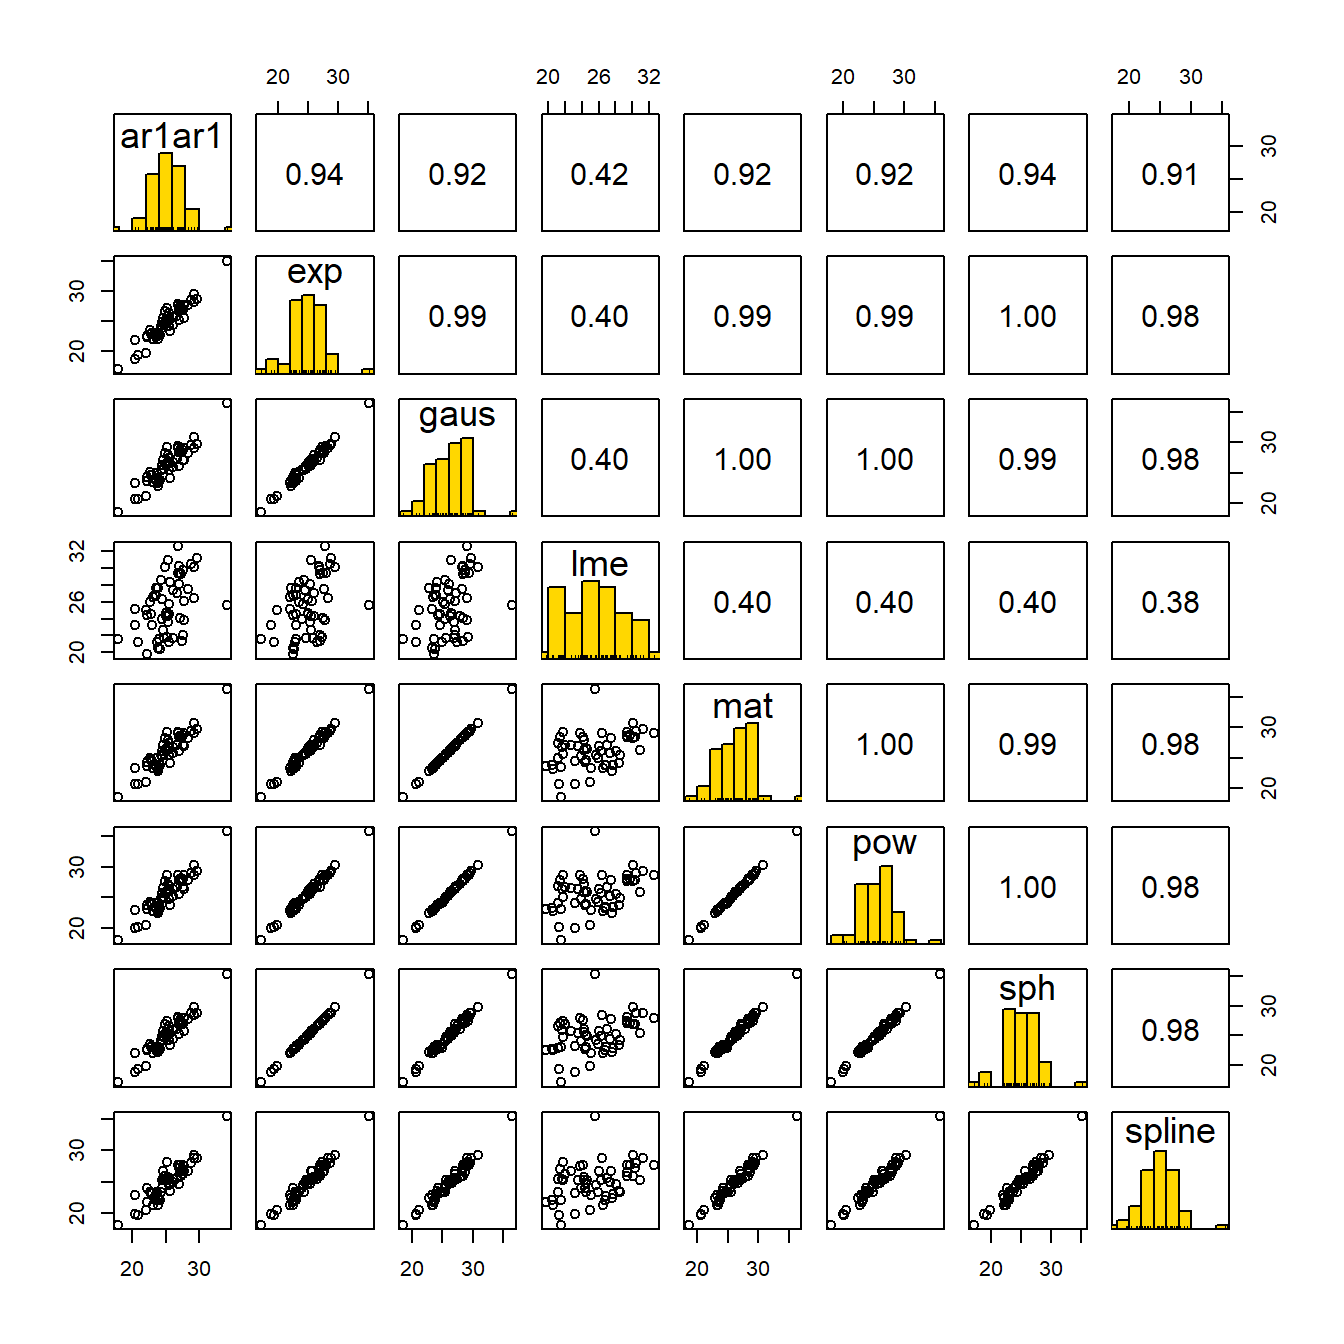 20 30 20 26 32 20 30 20 30
ar1ar1 0.94 0.92 0.42 0.92 0.92 0.94 0.91 20 30
20 30 exp 0.99 0.40 0.99 0.99 1.00 0.98
gaus 0.40 1.00 1.00 0.99 0.98 20 30
20 26 32 lme 0.40 0.40 0.40 0.38
mat 1.00 0.99 0.98 20 30
20 30 pow 1.00 0.98
sph 0.98 20 30
20 30 spline
20 30 20 30 20 30 20 30